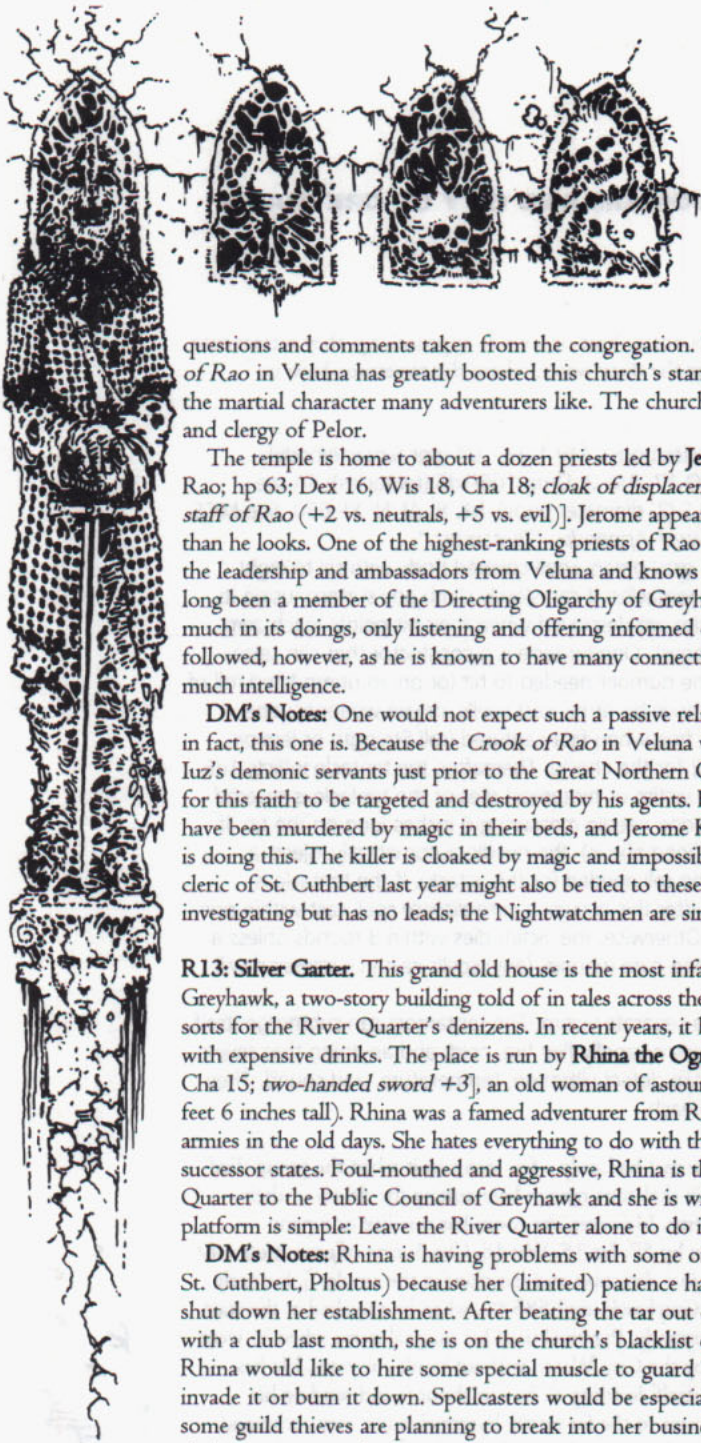 questions and comments taken from the congregation.
of Rao in Veluna has greatly boosted this church's
the martial character many adventurers like. The church
and clergy of Pelor.
The temple is home to about a dozen priests led by
Rao; hp 63; Dex 16, Wis 18, Cha 18; cloak of
staff of Rao (+2 vs. neutrals, +5 vs. evil)]. Jerome
than he looks. One of the highest-ranking priests of Rao
the leadership and ambassadors from Veluna and knows
long been a member of the Directing Oligarchy of
much in its doings, only listening and offering informed
followed, however, as he is known to have many
much intelligence.
DM's Notes: One would not expect such a passive
in fact, this one is. Because the Crook of Rao in Veluna
luz's demonic servants just prior to the Great Northern
for this faith to be targeted and destroyed by his agents.
have been murdered by magic in their beds, and Jerome
is doing this. The killer is cloaked by magic and
cleric of St. Cuthbert last year might also be tied to these
investigating but has no leads; the Nightwatchmen are
R13: Silver Garter. This grand old house is the most
Greyhawk, a two-story building told of in tales across the
sorts for the River Quarter's denizens. In recent years, it
with expensive drinks. The place is run by Rhina the
Cha 15; two-handed sword +3], an old woman of
feet 6 inches tall). Rhina was a famed adventurer from
armies in the old days. She hates everything to do with
successor states. Foul-mouthed and aggressive, Rhina is
Quarter to the Public Council of Greyhawk and she is
platform is simple: Leave the River Quarter alone to do
DM's Notes: Rhina is having problems with some
St. Cuthbert, Pholtus) because her (limited) patience
shut down her establishment. After beating the tar out
with a club last month, she is on the church's blacklist
Rhina would like to hire some special muscle to guard
invade it or burn it down. Spellcasters would be
some guild thieves are planning to break into her